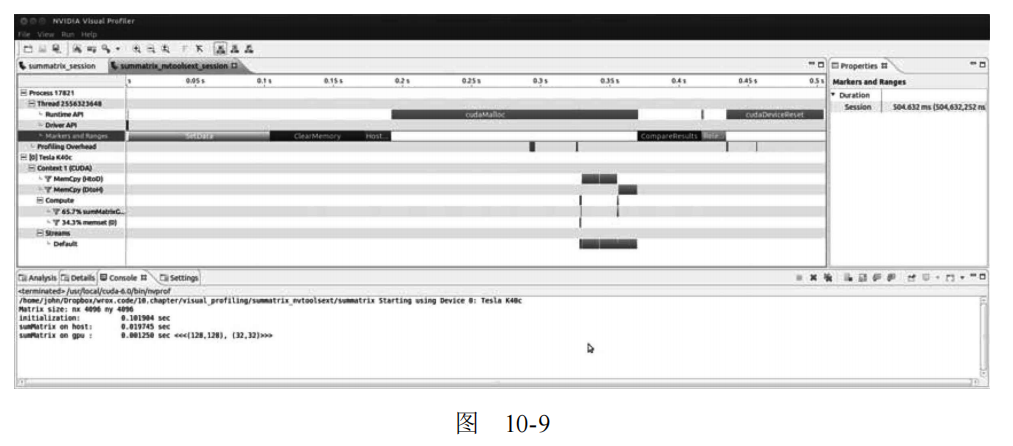 NVIDIA Visual Profiler
File View Run Help
summatrix_session
summatrix_nvtoolsext_session
s 0.05 s 0.1 s 0.15 s 0.2 s 0.25 s 0.3 s 0.35 s 0.4 s 0.45 s 0.5 s
Process 17821
Thread 2556323648
Runtime API cudaMalloc cudaDeviceReset
Driver API
Markers and Ranges SetData ClearMemory Host... CompareResults Rele...
Profiling Overhead
[0] Tesla K40c
Context 1 (CUDA)
MemCpy (HtoD)
MemCpy (DtoH)
Compute
65.7% sumMatrixG...
34.3% memset (0)
Streams
Default
Properties
Markers and Ranges
Duration
Session 504.632 ms (504,632,252 ns
Analysis Details Console Settings
<terminated> /usr/local/cuda-6.0/bin/nvprof
/home/john/Dropbox/wrox.code/10.chapter/visual_profiling/summatrix_nvtoolsext/summatrix Starting using Device 0: Tesla K40c
Matrix size: nx 4096 ny 4096
initialization: 0.101904 sec
sumMatrix on host: 0.019745 sec
sumMatrix on gpu : 0.001250 sec <<<(128,128), (32,32)>>>
图 10-9